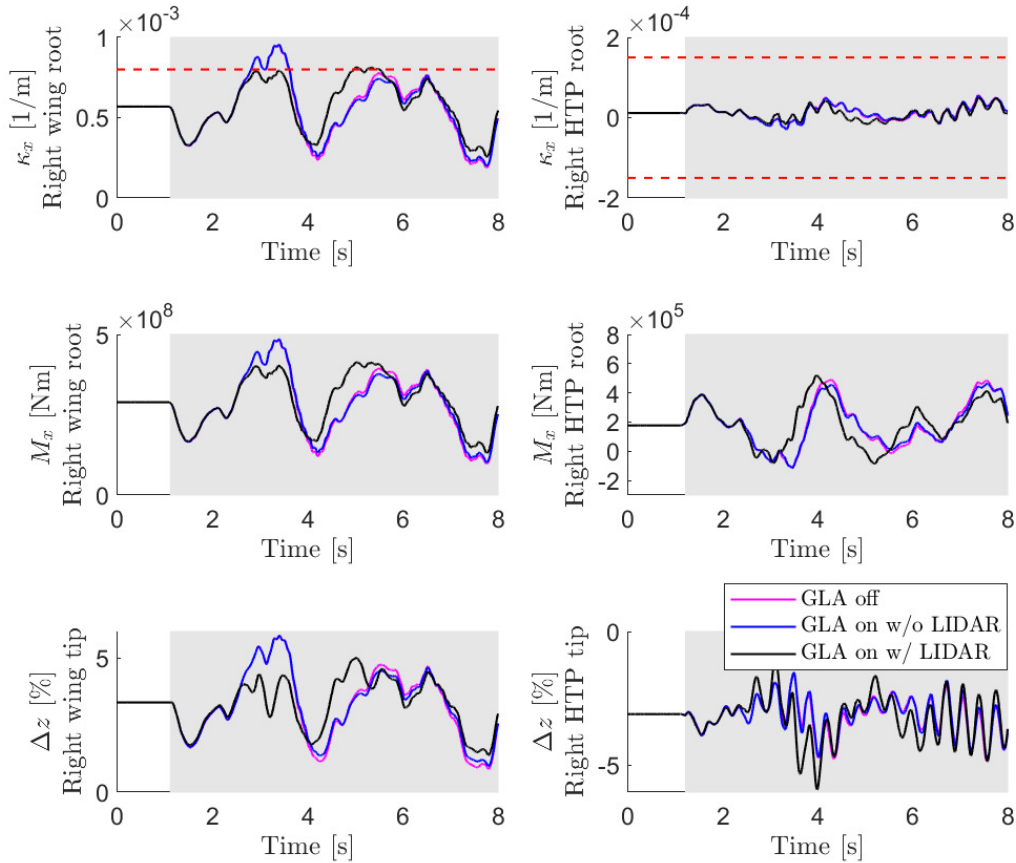 ×10⁻³
1
0.5
0
κₓ [1/m]
Right wing root
0 2 4 6 8
Time [s]
×10⁻⁴
2
0
-2
κₓ [1/m]
Right HTP root
0 2 4 6 8
Time [s]
×10⁸
5
0
Mₓ [Nm]
Right wing root
0 2 4 6 8
Time [s]
×10⁵
8
6
4
2
0
-2
Mₓ [Nm]
Right HTP root
0 2 4 6 8
Time [s]
5
0
Δz [%]
Right wing tip
0 2 4 6 8
Time [s]
0
-5
Δz [%]
Right HTP tip
GLA off
GLA on w/o LIDAR
GLA on w/ LIDAR
0 2 4 6 8
Time [s]